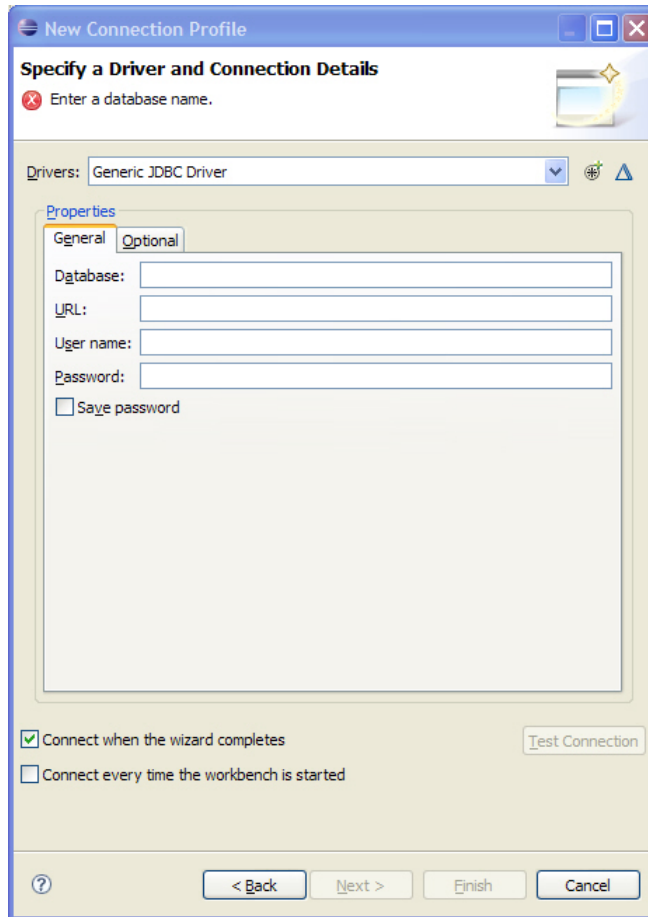 New Connection Profile
Specify a Driver and Connection Details
Enter a database name.
Drivers: Generic JDBC Driver
Properties
General Optional
Database:
URL:
User name:
Password:
Save password
Connect when the wizard completes
Test Connection
Connect every time the workbench is started
? < Back Next > Finish Cancel